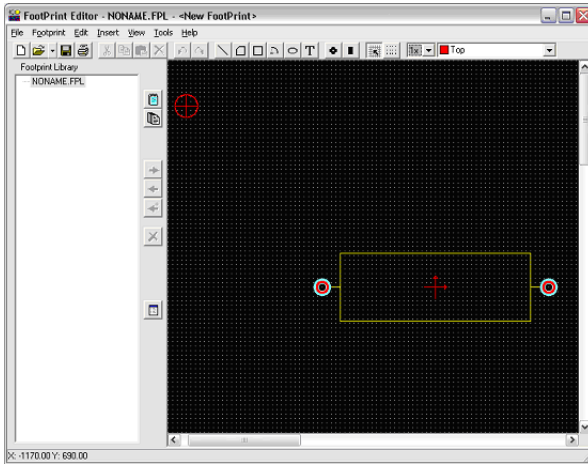 FootPrint Editor - NONAME.FPL - <New FootPrint>
File Footprint Edit Insert View Tools Help
T Top
Footprint Library
NONAME.FPL
X: -1170.00 Y: 690.00